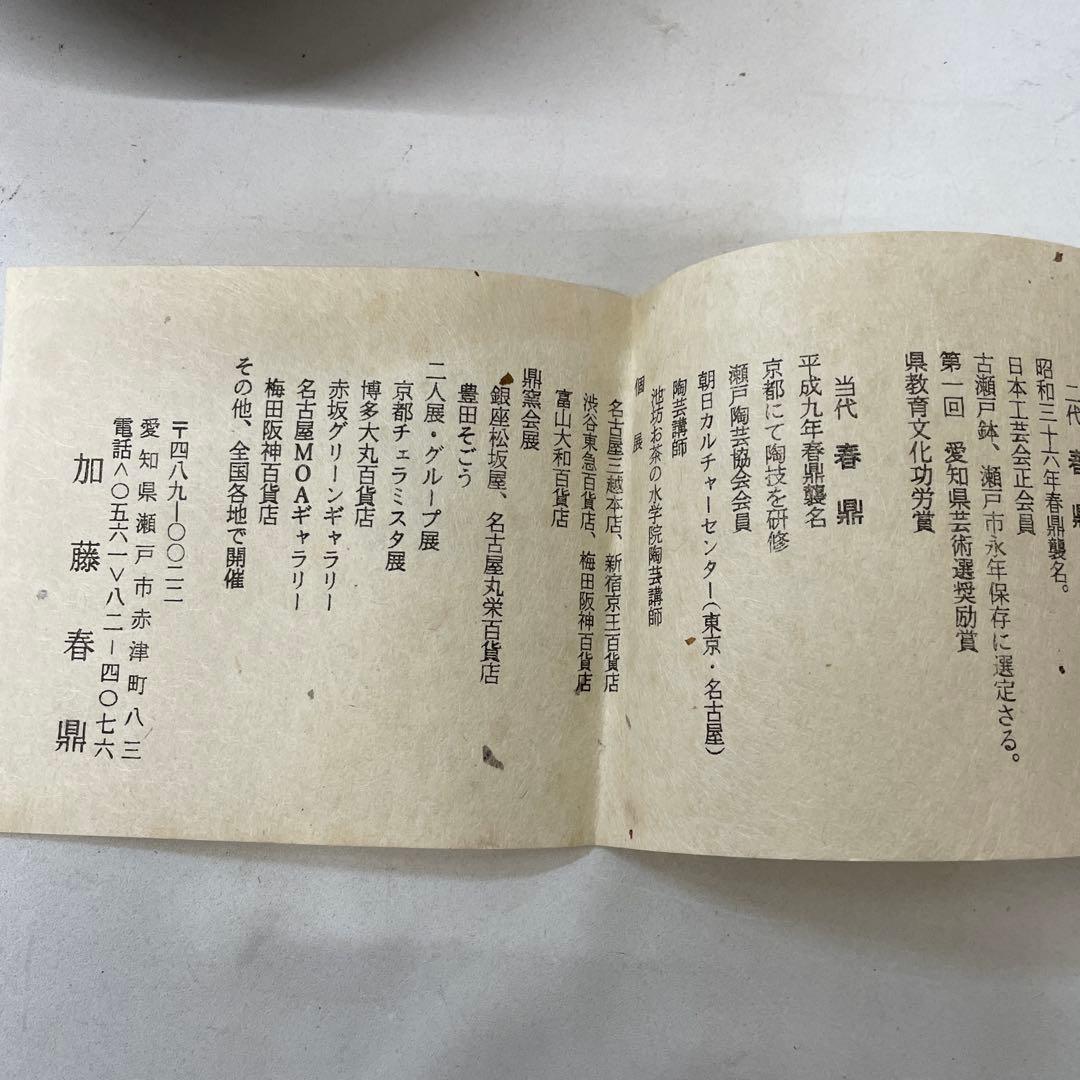 二代　春鼎
昭和三十六年春鼎襲名。
日本工芸会正会員
古瀬戸鉢、瀬戸市永年保存に選定さる。
第一回　愛知県芸術選奨励賞
県教育文化功労賞
当代　春鼎
平成九年春鼎襲名
京都にて陶技を研修
瀬戸陶芸協会会員
朝日カルチャーセンター(東京・名古屋)
陶芸講師
池坊お茶の水学院陶芸講師
個　展
名古屋三越本店、新宿京王百貨店
渋谷東急百貨店、梅田阪神百貨店
富山大和百貨店
鼎窯会展
銀座松坂屋、名古屋丸栄百貨店
豊田そごう
二人展・グループ展
京都チェラミスタ展
博多大丸百貨店
赤坂グリーンギャラリー
名古屋MOAギャラリー
梅田阪神百貨店
その他、全国各地で開催
〒四八九ー〇〇二二
愛知県瀬戸市赤津町八三
電話<〇五六一>八二ー四〇七六
加藤春鼎